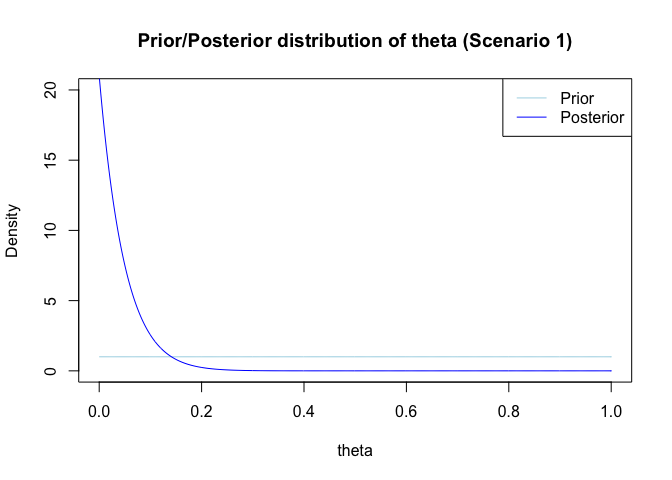 Prior/Posterior distribution of theta (Scenario 1)
Prior
Posterior
Density
20
15
10
5
0
0.0 0.2 0.4 0.6 0.8 1.0
theta